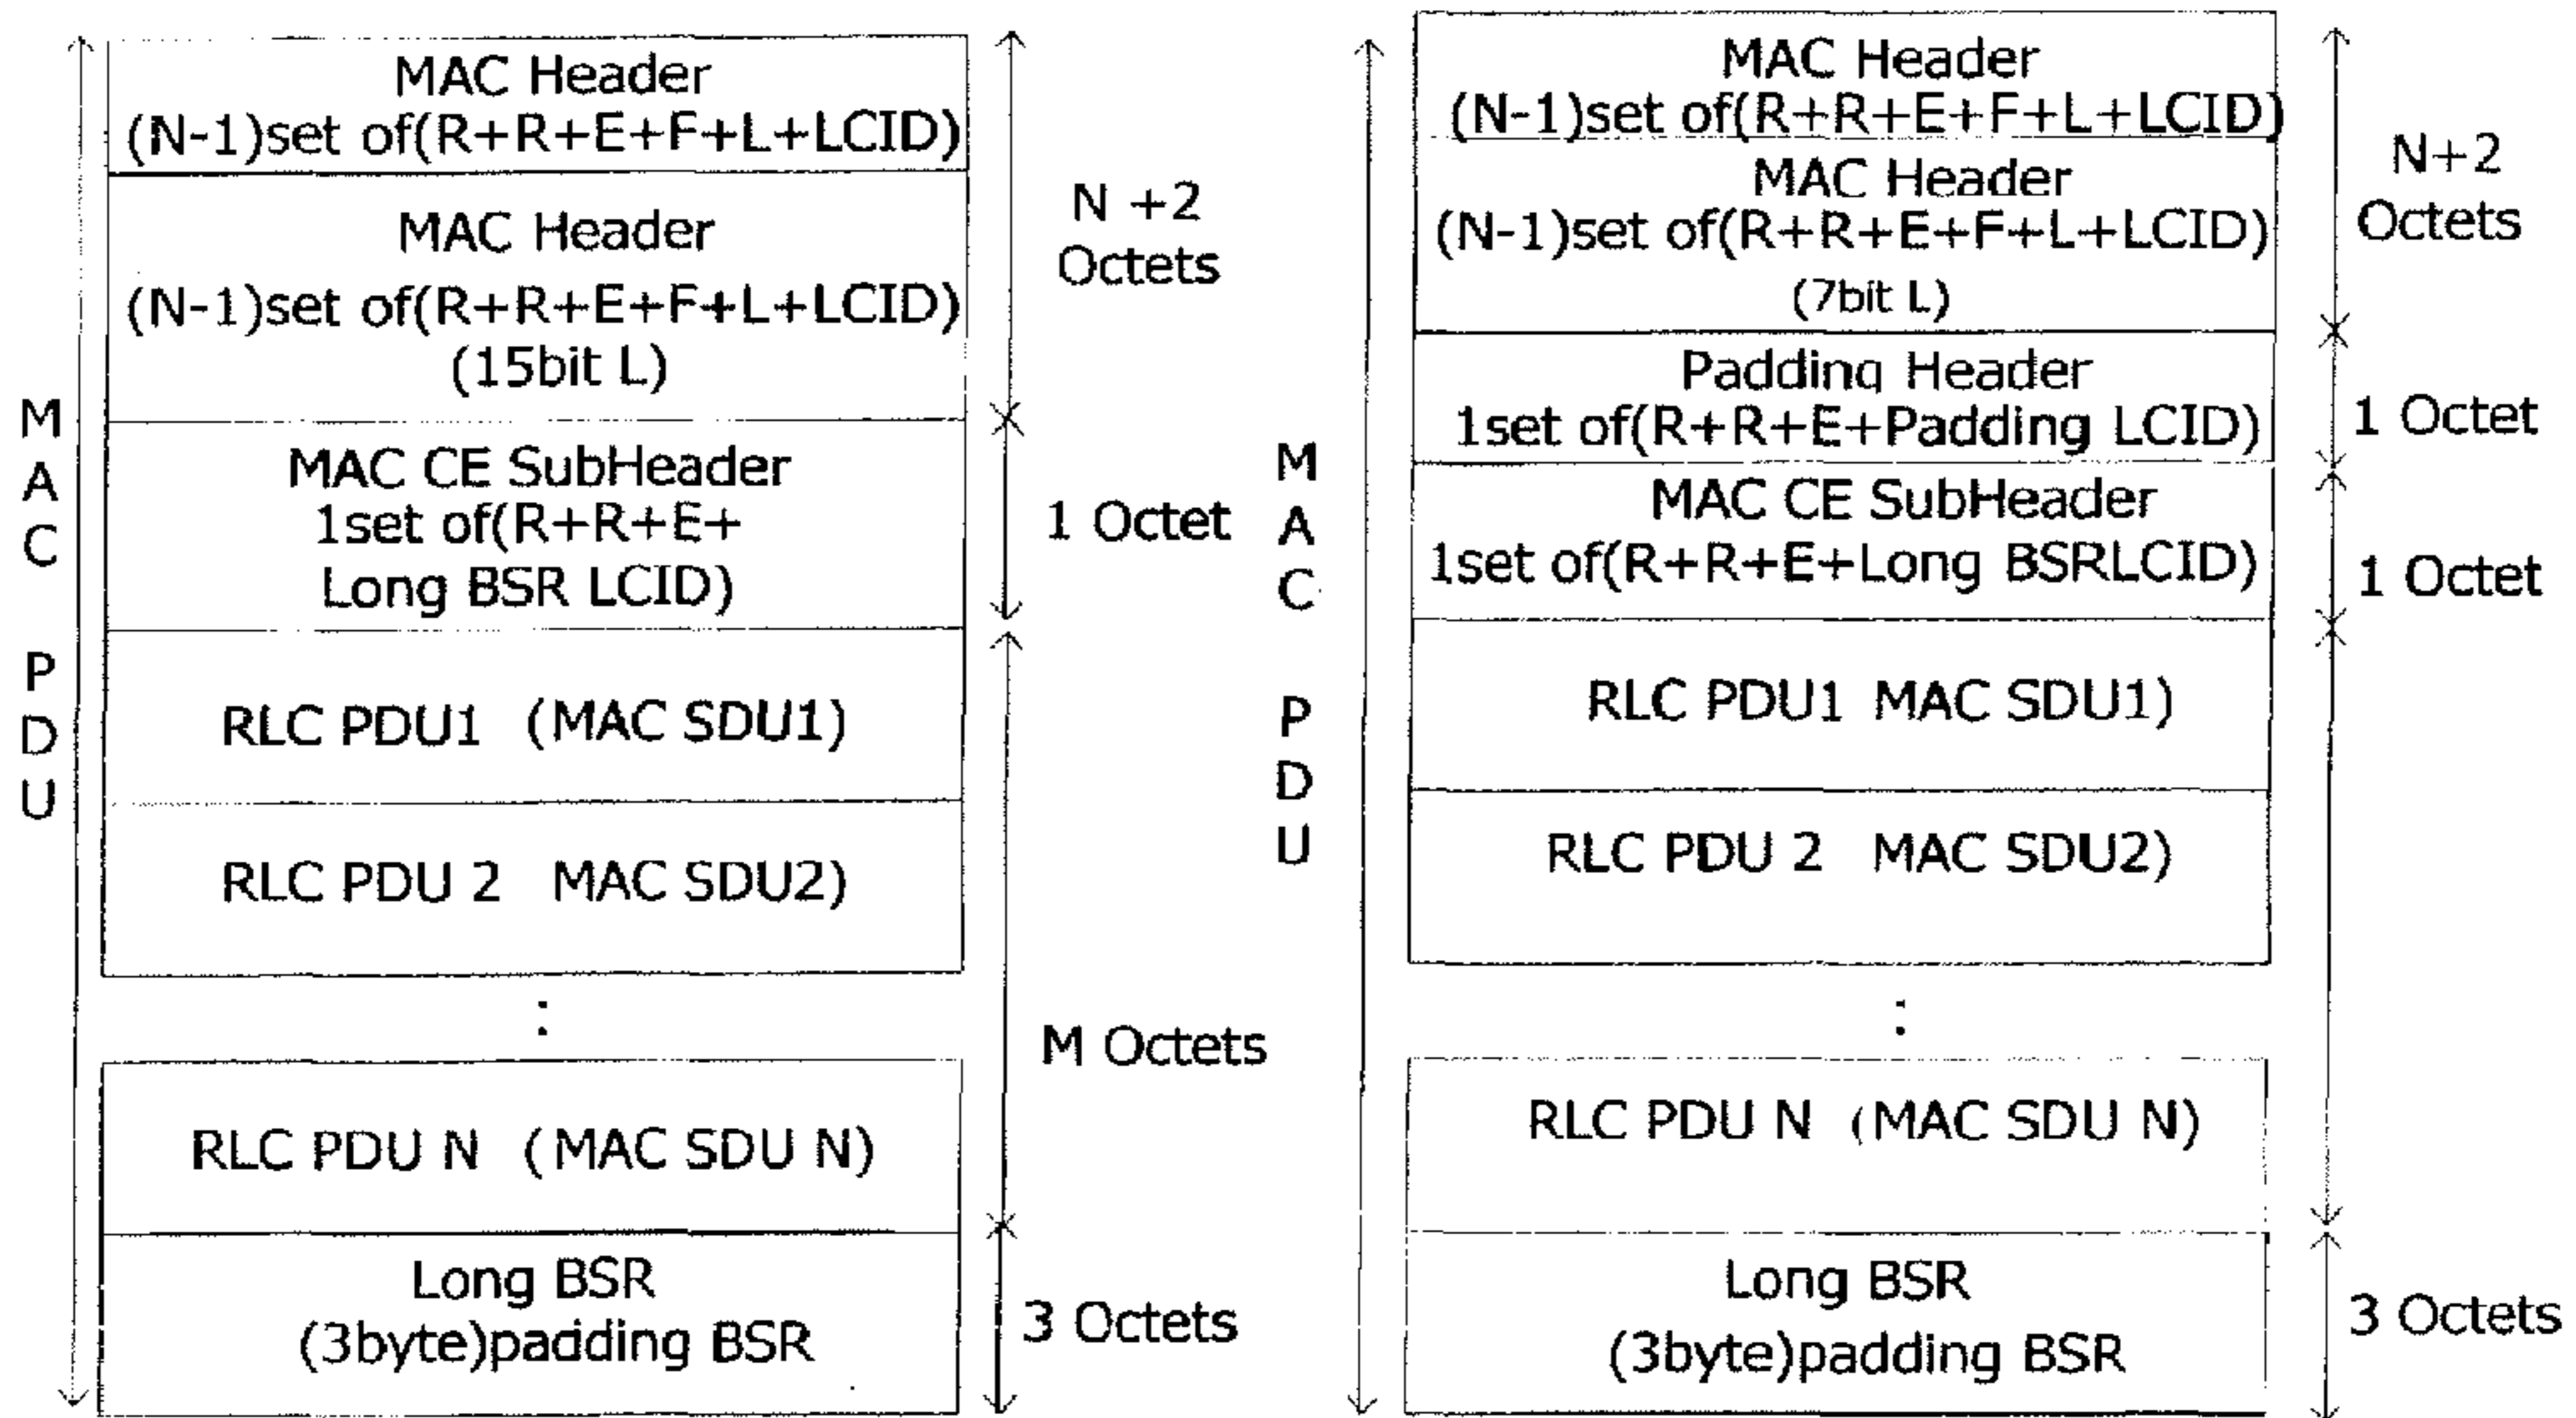 MAC Header
(N-1)set of(R+R+E+F+L+LCID)
MAC Header
(N-1)set of(R+R+E+F+L+LCID)
(15bit L)
MAC CE SubHeader
1set of(R+R+E+
Long BSR LCID)
RLC PDU1 (MAC SDU1)
RLC PDU 2 MAC SDU2)
:
RLC PDU N (MAC SDU N)
Long BSR
(3byte)padding BSR
MAC PDU
N +2
Octets
1 Octet
M Octets
3 Octets
MAC Header
(N-1)set of(R+R+E+F+L+LCID)
MAC Header
(N-1)set of(R+R+E+F+L+LCID)
(7bit L)
Padding Header
1set of(R+R+E+Padding LCID)
MAC CE SubHeader
1set of(R+R+E+Long BSRLCID)
RLC PDU1 MAC SDU1)
RLC PDU 2 MAC SDU2)
:
RLC PDU N (MAC SDU N)
Long BSR
(3byte)padding BSR
MAC PDU
N+2
Octets
1 Octet
1 Octet
3 Octets